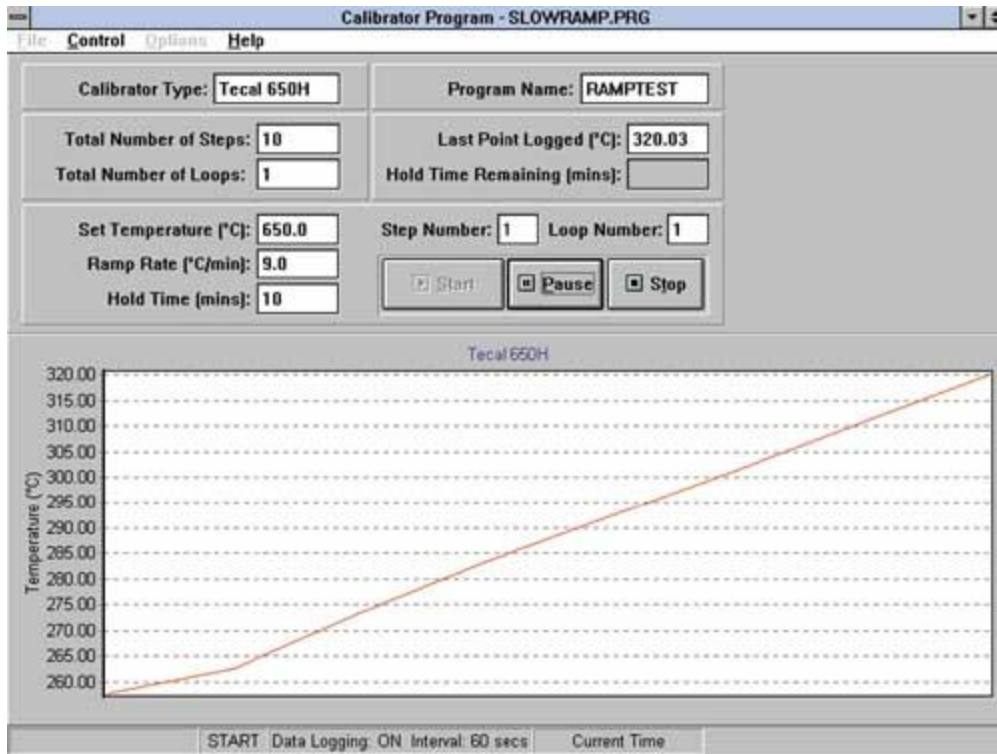 Calibrator Program - SLOWRAMP.PRG
File Control Options Help
Calibrator Type: Tecal 650H
Program Name: RAMPTEST
Total Number of Steps: 10
Total Number of Loops: 1
Last Point Logged (°C): 320.03
Hold Time Remaining (mins):
Set Temperature (°C): 650.0
Ramp Rate (°C/min): 9.0
Hold Time (mins): 10
Step Number: 1 Loop Number: 1
Start Pause Stop
Tecal 650H
Temperature (°C)
320.00
315.00
310.00
305.00
300.00
295.00
290.00
285.00
280.00
275.00
270.00
265.00
260.00
START Data Logging: ON Interval: 60 secs Current Time